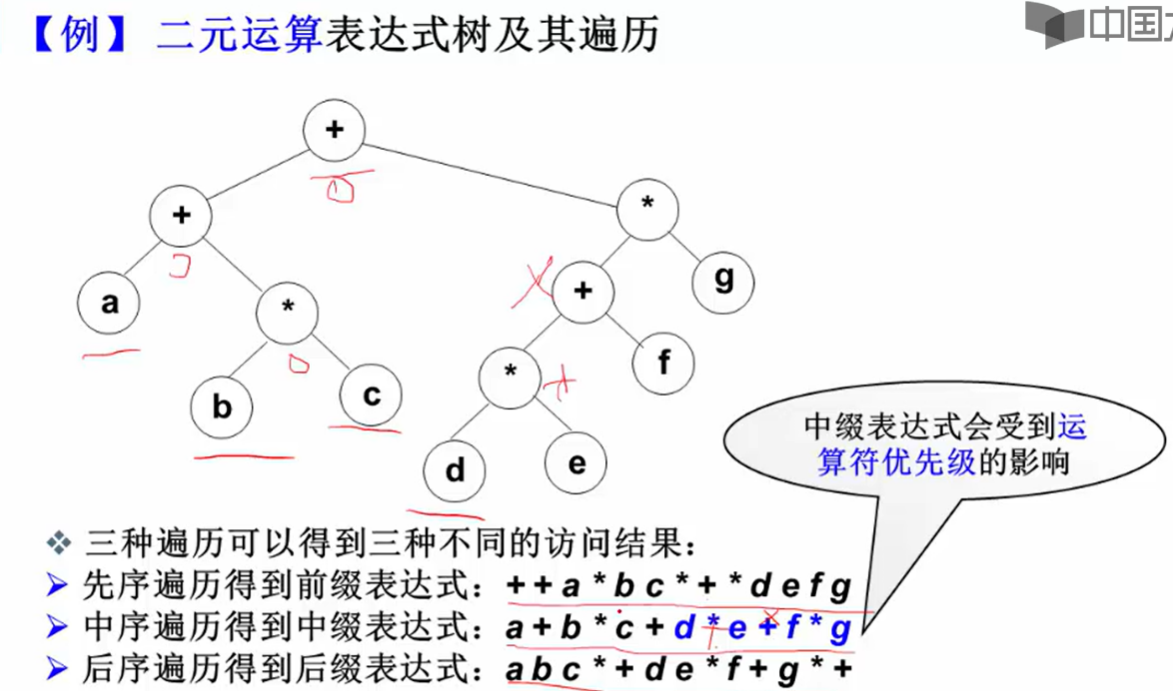 【例】 二元运算表达式树及其遍历
中国
+
+
*
a
*
+
g
b
c
*
f
d
e
中缀表达式会受到运
算符优先级的影响
❖ 三种遍历可以得到三种不同的访问结果：
➢ 先序遍历得到前缀表达式：+ + a * b c * + * d e f g
➢ 中序遍历得到中缀表达式：a + b * c + d * e + f * g
➢ 后序遍历得到后缀表达式：a b c * + d e * f + g * +